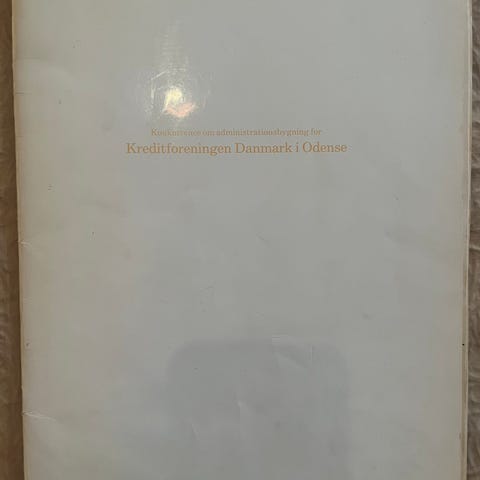 Konkurrence om administrationsbygning for
Kreditforeningen Danmark i Odense